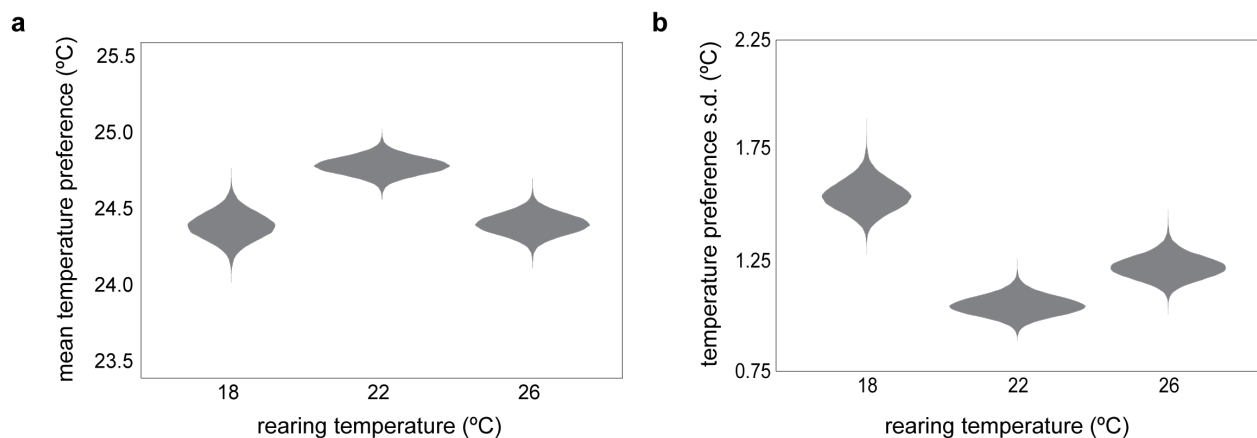 a
mean temperature preference (ºC)
25.5
25.0
24.5
24.0
23.5
18
22
26
rearing temperature (ºC)
b
temperature preference s.d. (ºC)
2.25
1.75
1.25
0.75
18
22
26
rearing temperature (ºC)